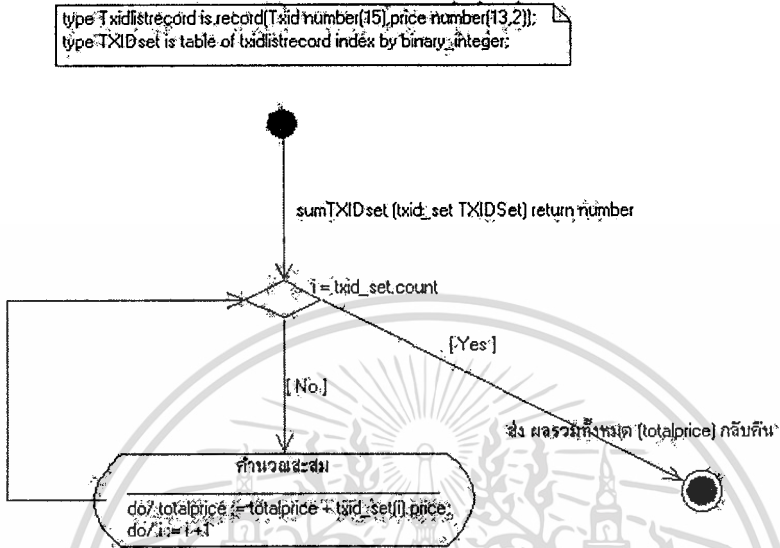 type Txidlistrecord is record(Txid number(15),price number(13,2));
type TXIDset is table of txidlistrecord index by binary_integer;
sumTXIDset (txid_set TXIDSet) return number
i = txid_set.count
[ Yes ]
[ No ]
ส่ง ผลรวมทั้งหมด (totalprice) กลับคืน
คำนวณสะสม
do/ totalprice := totalprice + txid_set(i).price;
do/ i := i +1